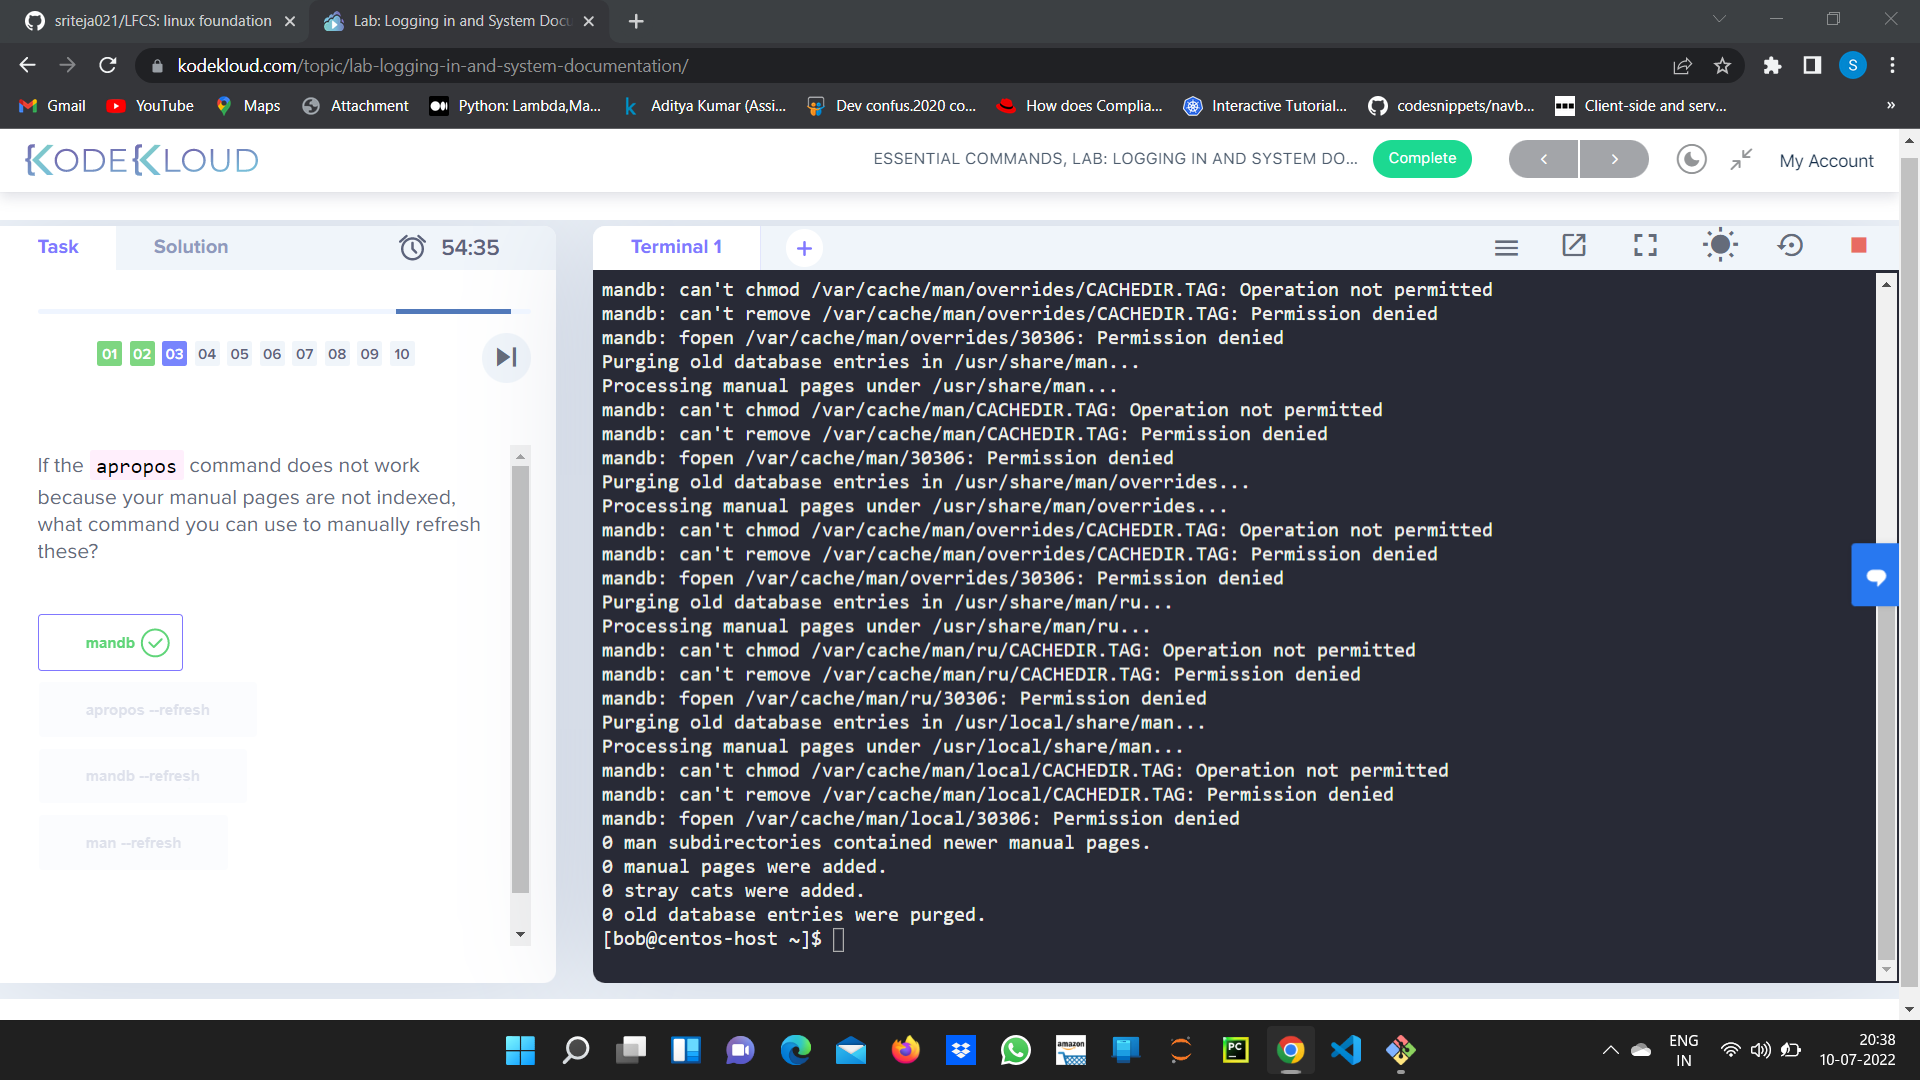 sriteja021/LFCS: linux foundation
Lab: Logging in and System Docu
kodekloud.com/topic/lab-logging-in-and-system-documentation/
S
Gmail
YouTube
Maps
Attachment
Python: Lambda,Ma...
Aditya Kumar (Assi...
Dev confus.2020 co...
How does Complia...
Interactive Tutorial...
codesnippets/navb...
Client-side and serv...
»
KODEKLOUD
ESSENTIAL COMMANDS, LAB: LOGGING IN AND SYSTEM DO...
Complete
My Account
Task
Solution
54:35
01 02 03 04 05 06 07 08 09 10
If the apropos command does not work
because your manual pages are not indexed,
what command you can use to manually refresh
these?
mandb
apropos --refresh
mandb --refresh
man --refresh
Terminal 1
mandb: can't chmod /var/cache/man/overrides/CACHEDIR.TAG: Operation not permitted
mandb: can't remove /var/cache/man/overrides/CACHEDIR.TAG: Permission denied
mandb: fopen /var/cache/man/overrides/30306: Permission denied
Purging old database entries in /usr/share/man...
Processing manual pages under /usr/share/man...
mandb: can't chmod /var/cache/man/CACHEDIR.TAG: Operation not permitted
mandb: can't remove /var/cache/man/CACHEDIR.TAG: Permission denied
mandb: fopen /var/cache/man/30306: Permission denied
Purging old database entries in /usr/share/man/overrides...
Processing manual pages under /usr/share/man/overrides...
mandb: can't chmod /var/cache/man/overrides/CACHEDIR.TAG: Operation not permitted
mandb: can't remove /var/cache/man/overrides/CACHEDIR.TAG: Permission denied
mandb: fopen /var/cache/man/overrides/30306: Permission denied
Purging old database entries in /usr/share/man/ru...
Processing manual pages under /usr/share/man/ru...
mandb: can't chmod /var/cache/man/ru/CACHEDIR.TAG: Operation not permitted
mandb: can't remove /var/cache/man/ru/CACHEDIR.TAG: Permission denied
mandb: fopen /var/cache/man/ru/30306: Permission denied
Purging old database entries in /usr/local/share/man...
Processing manual pages under /usr/local/share/man...
mandb: can't chmod /var/cache/man/local/CACHEDIR.TAG: Operation not permitted
mandb: can't remove /var/cache/man/local/CACHEDIR.TAG: Permission denied
mandb: fopen /var/cache/man/local/30306: Permission denied
0 man subdirectories contained newer manual pages.
0 manual pages were added.
0 stray cats were added.
0 old database entries were purged.
[bob@centos-host ~]$
amazon
PC
ENG
IN
20:38
10-07-2022